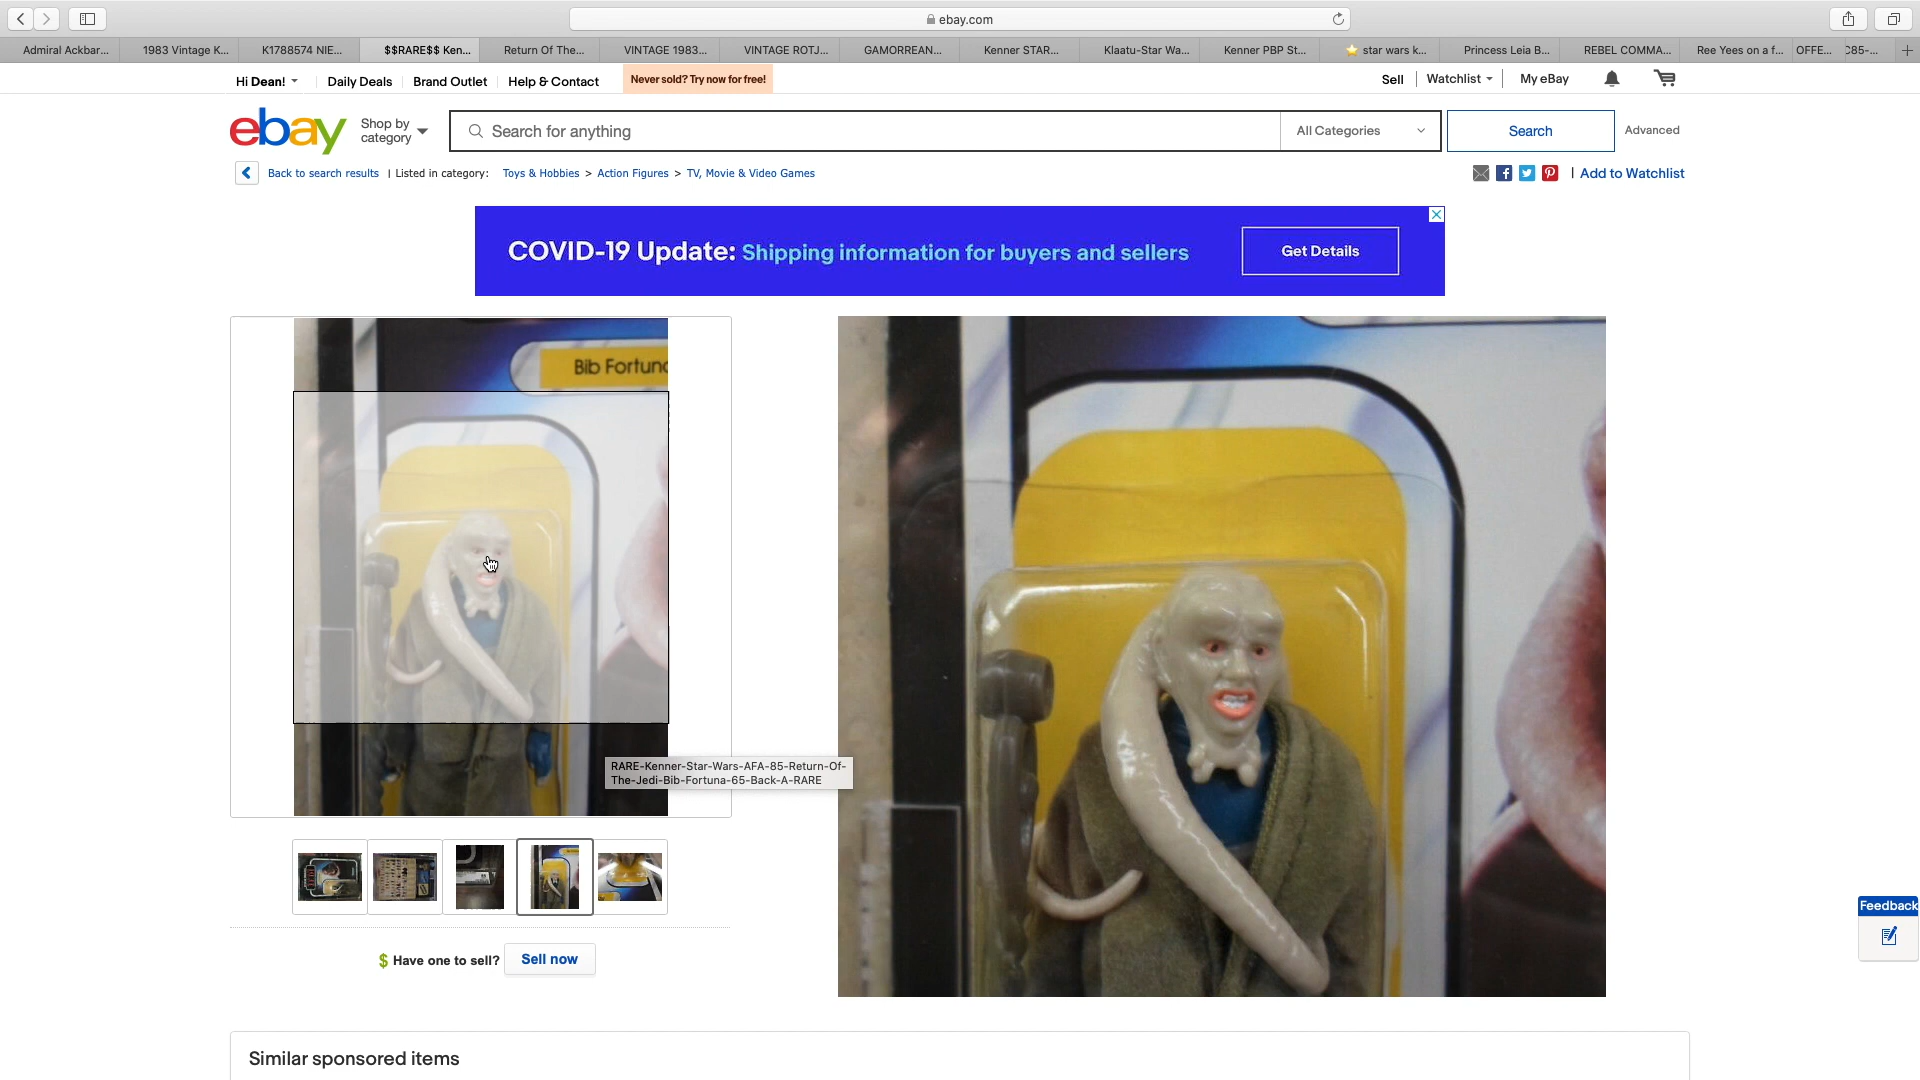 ebay.com
Admiral Ackbar...
1983 Vintage K...
K1788574 NIE...
$$RARE$$ Ken...
Return Of The...
VINTAGE 1983...
VINTAGE ROTJ...
GAMORREAN...
Kenner STAR...
Klaatu-Star Wa...
Kenner PBP St...
star wars k...
Princess Leia B...
REBEL COMMA...
Ree Yees on a f...
OFFE...
C85-...
Hi Dean!
Daily Deals
Brand Outlet
Help & Contact
Never sold? Try now for free!
Sell
Watchlist
My eBay
ebay
Shop by
category
Search for anything
All Categories
Search
Advanced
Back to search results | Listed in category: Toys & Hobbies > Action Figures > TV, Movie & Video Games
| Add to Watchlist
COVID-19 Update: Shipping information for buyers and sellers
Get Details
Bib Fortuna
RARE-Kenner-Star-Wars-AFA-85-Return-Of-
The-Jedi-Bib-Fortuna-65-Back-A-RARE
$ Have one to sell?
Sell now
Feedback
Similar sponsored items